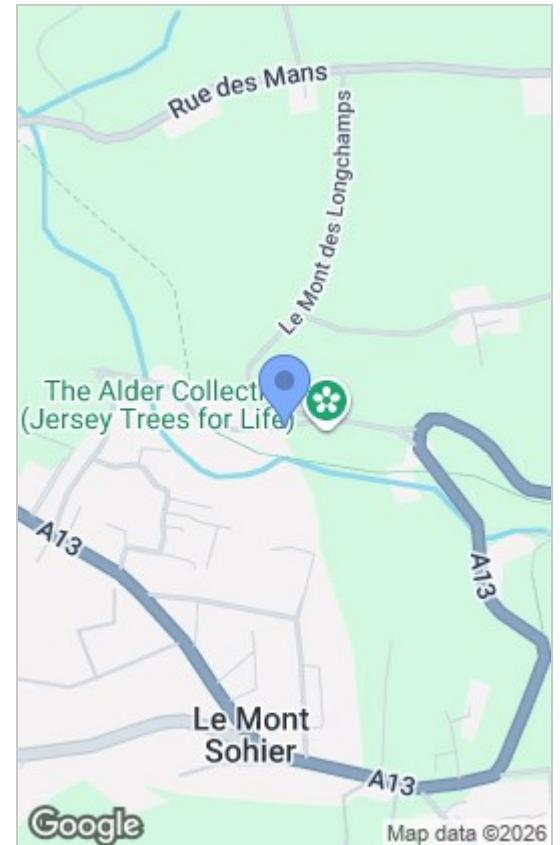 Rue des Mans
Le Mont des Longchamps
The Alder Collecti
(Jersey Trees for Life)
A13
A13
Le Mont
Sohier
A13
Google
Map data ©2026